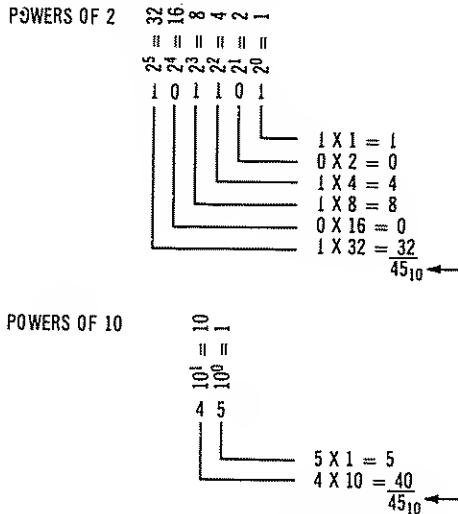 POWERS OF 2
2⁵ = 32
2⁴ = 16
2³ = 8
2² = 4
2¹ = 2
2⁰ = 1
1 0 1 1 0 1
1 X 1 = 1
0 X 2 = 0
1 X 4 = 4
1 X 8 = 8
0 X 16 = 0
1 X 32 = 32
45₁₀
POWERS OF 10
10¹ = 10
10⁰ = 1
4 5
5 X 1 = 5
4 X 10 = 40
45₁₀